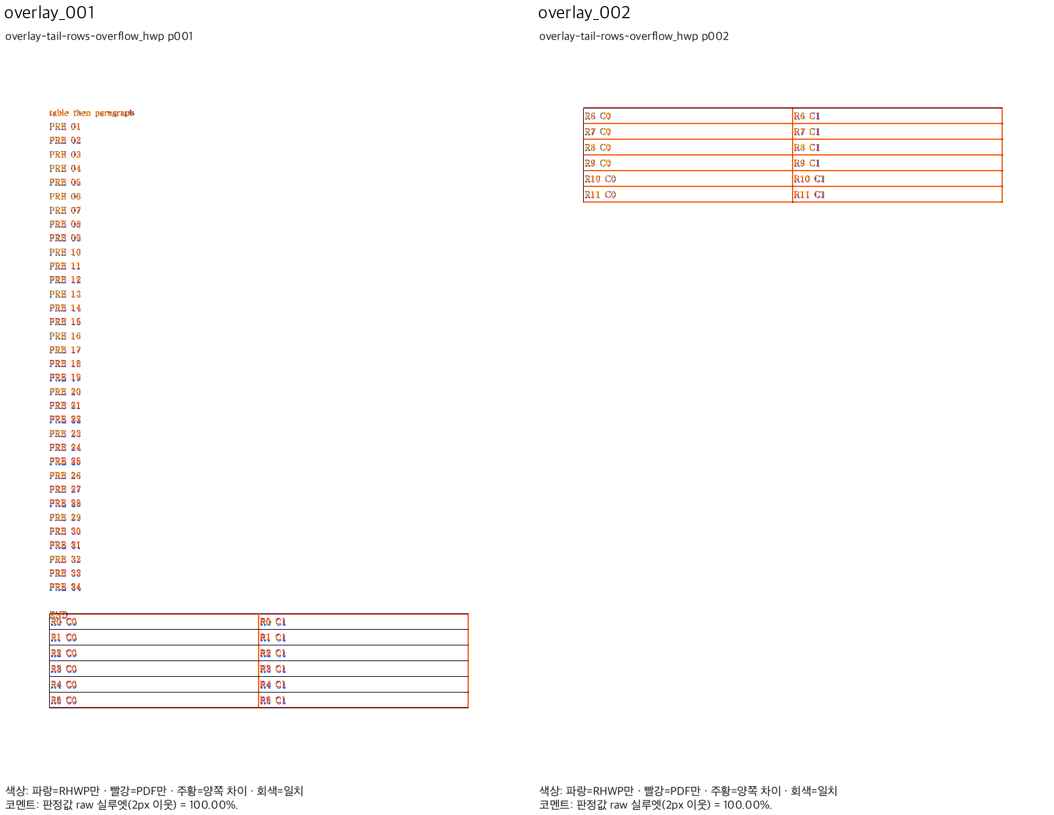 overlay_001
overlay-tail-rows-overflow_hwp p001
table then paragraph
PRE 01
PRE 02
PRE 03
PRE 04
PRE 05
PRE 06
PRE 07
PRE 08
PRE 09
PRE 10
PRE 11
PRE 12
PRE 13
PRE 14
PRE 15
PRE 16
PRE 17
PRE 18
PRE 19
PRE 20
PRE 21
PRE 22
PRE 23
PRE 24
PRE 25
PRE 26
PRE 27
PRE 28
PRE 29
PRE 30
PRE 31
PRE 32
PRE 33
PRE 34
END
R0 C0 R0 C1
R1 C0 R1 C1
R2 C0 R2 C1
R3 C0 R3 C1
R4 C0 R4 C1
R5 C0 R5 C1
색상: 파랑=RHWP만 · 빨강=PDF만 · 주황=양쪽 차이 · 회색=일치
코멘트: 판정값 raw 실루엣(2px 이웃) = 100.00%.
overlay_002
overlay-tail-rows-overflow_hwp p002
R6 C0 R6 C1
R7 C0 R7 C1
R8 C0 R8 C1
R9 C0 R9 C1
R10 C0 R10 C1
R11 C0 R11 C1
색상: 파랑=RHWP만 · 빨강=PDF만 · 주황=양쪽 차이 · 회색=일치
코멘트: 판정값 raw 실루엣(2px 이웃) = 100.00%.